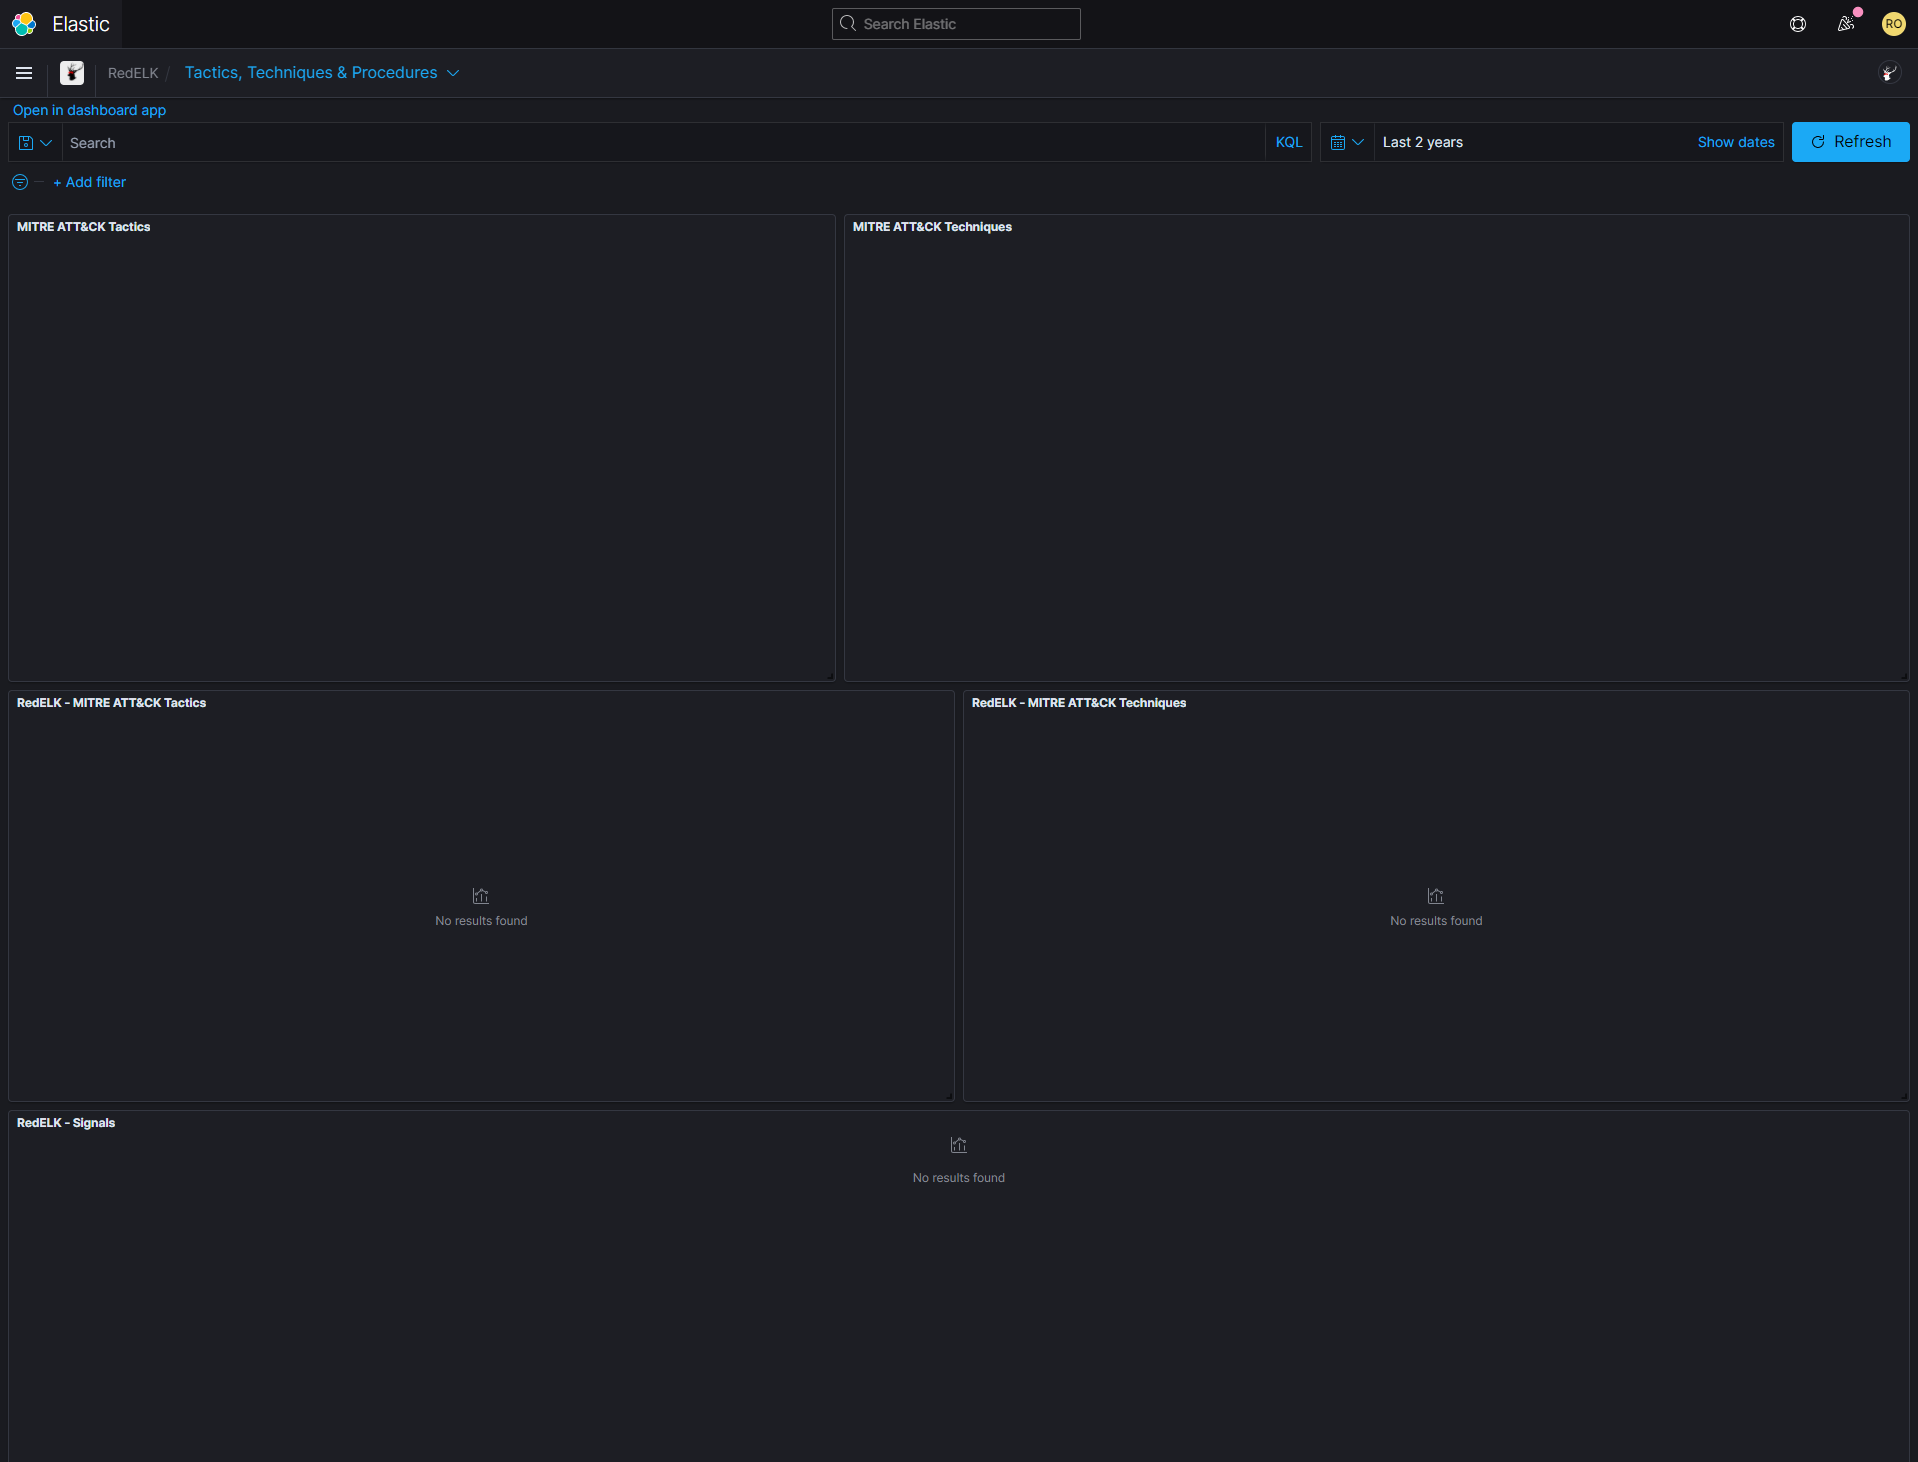 Elastic
Search Elastic
RO
RedELK
Tactics, Techniques & Procedures
Open in dashboard app
Search
KQL
Last 2 years
Show dates
Refresh
+ Add filter
MITRE ATT&CK Tactics
MITRE ATT&CK Techniques
RedELK - MITRE ATT&CK Tactics
RedELK - MITRE ATT&CK Techniques
No results found
No results found
RedELK - Signals
No results found